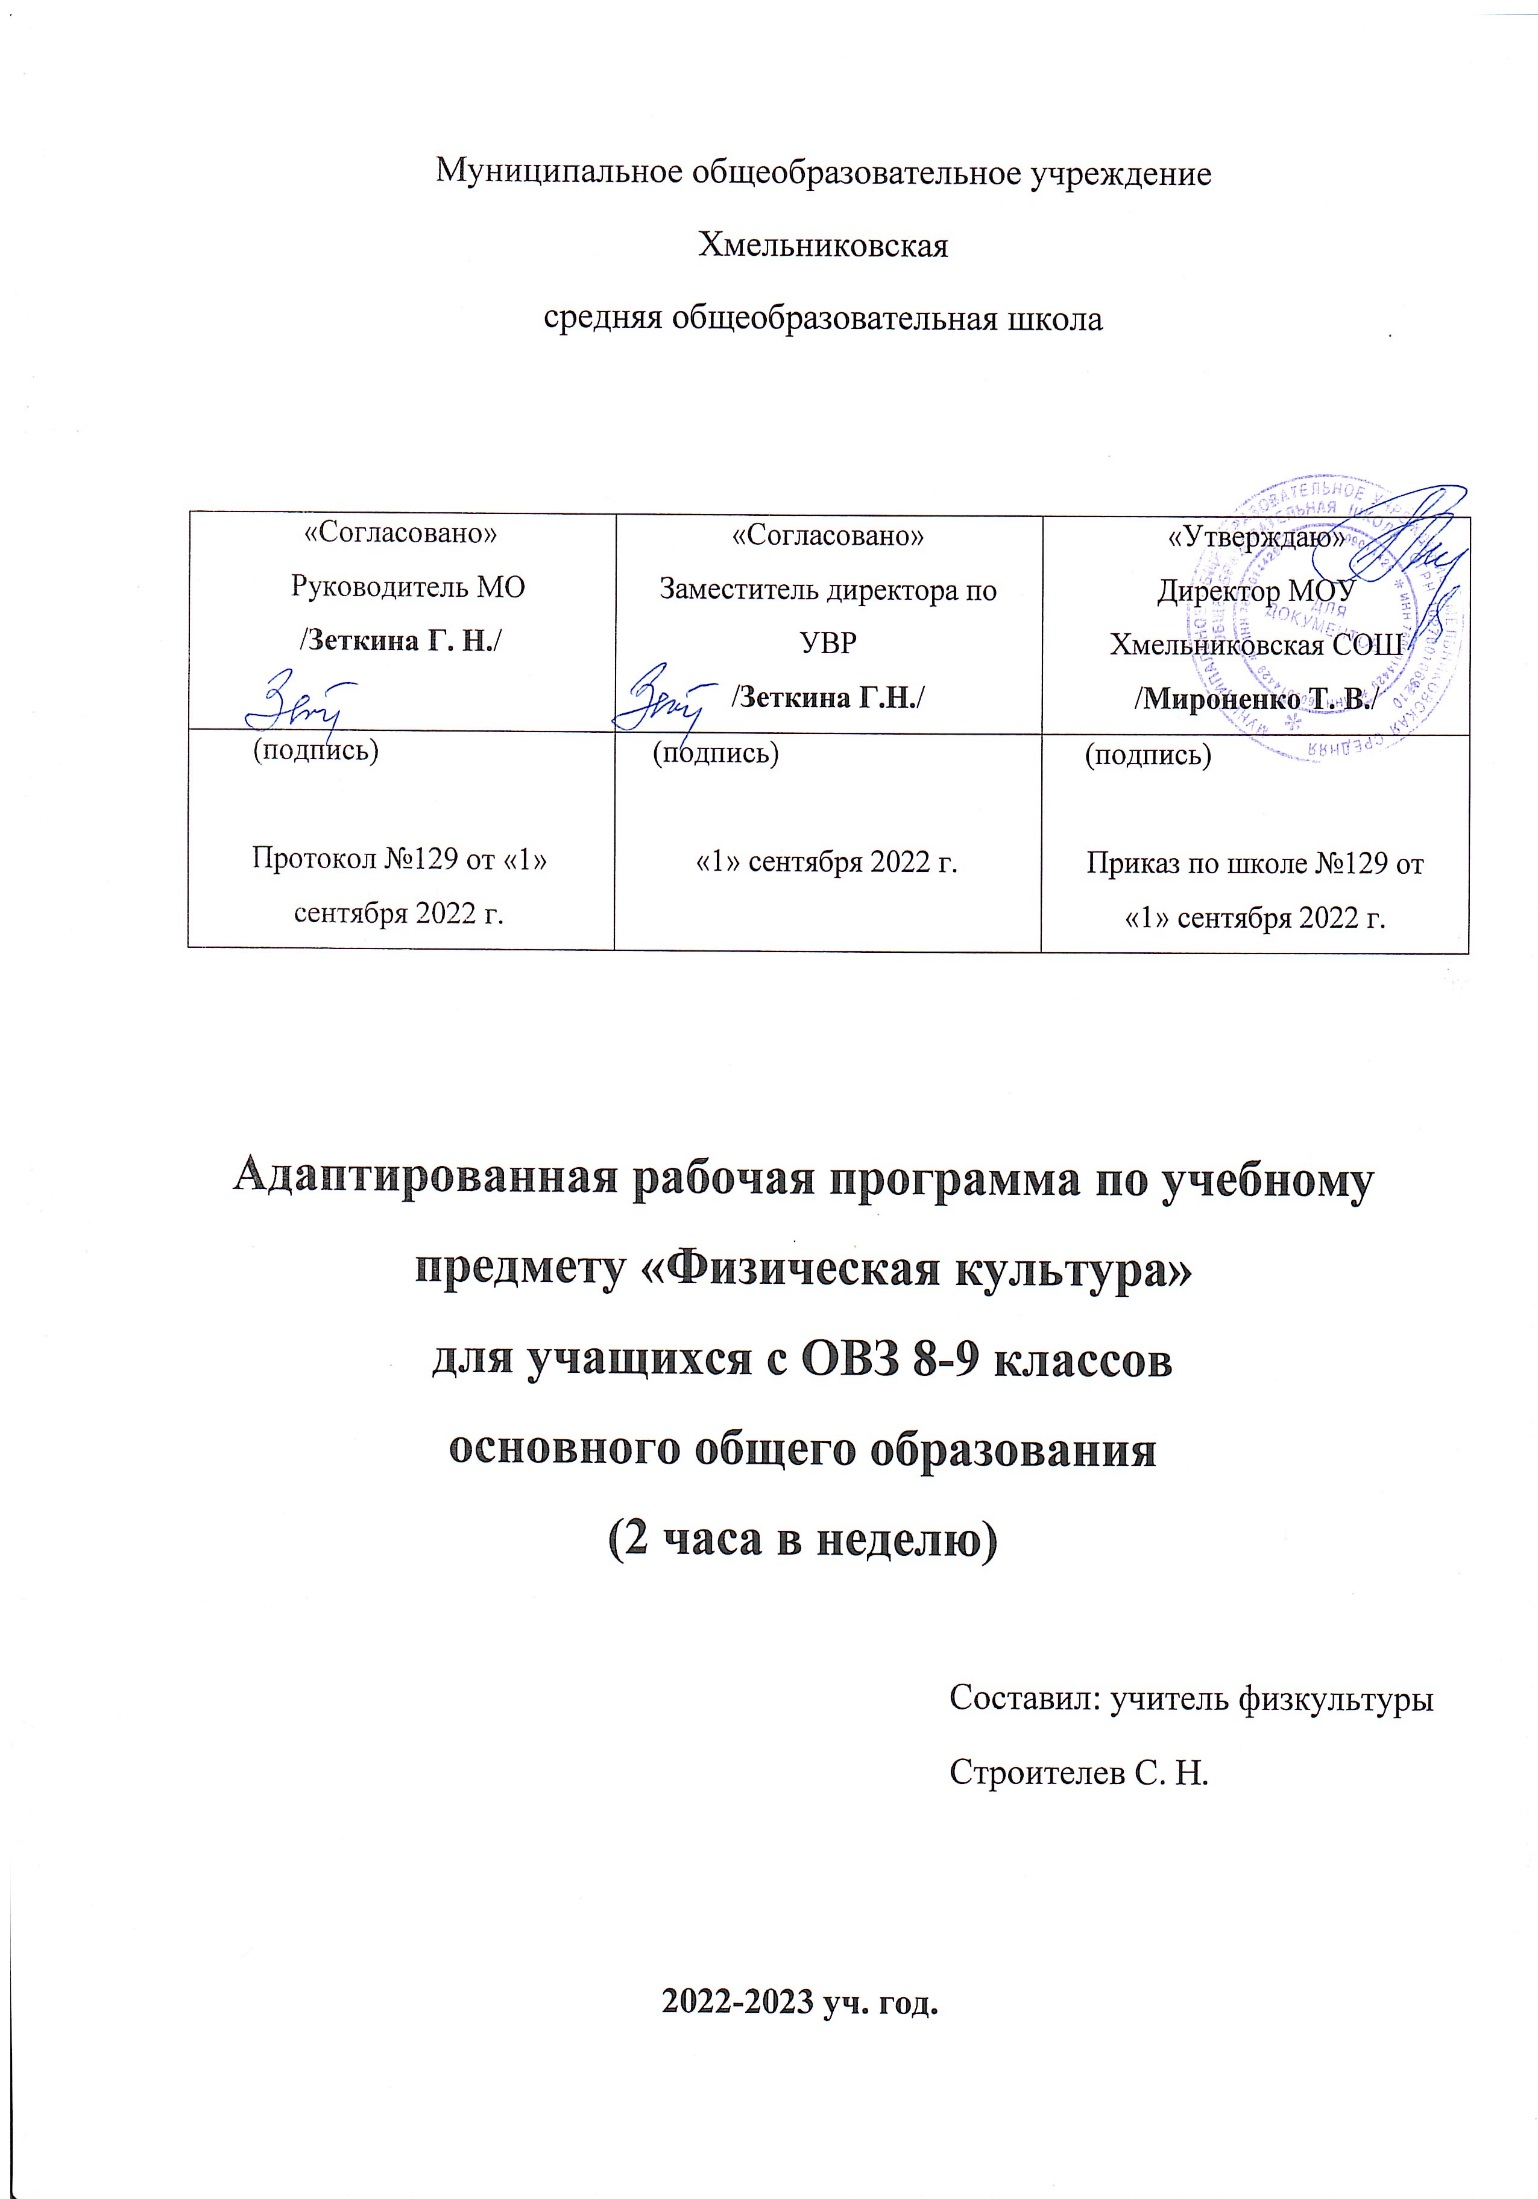 Муниципальное общеобразовательное учреждение
Хмельниковская
средняя общеобразовательная школа
«Согласовано»
Руководитель МО
/Зеткина Г. Н./
«Согласовано»
Заместитель директора по
УВР
/Зеткина Г.Н./
«Утверждаю»
Директор МОУ
Хмельниковская СОШ
/Мироненко Т. В./
ДЛЯ
ДОКУМЕНТОВ
(подпись)
Протокол №129 от «1»
сентября 2022 г.
(подпись)
«1» сентября 2022 г.
(подпись)
Приказ по школе №129 от
«1» сентября 2022 г.
Адаптированная рабочая программа по учебному
предмету «Физическая культура»
для учащихся с ОВЗ 8-9 классов
основного общего образования
(2 часа в неделю)
Составил: учитель физкультуры
Строителев С. Н.
2022-2023 уч. год.